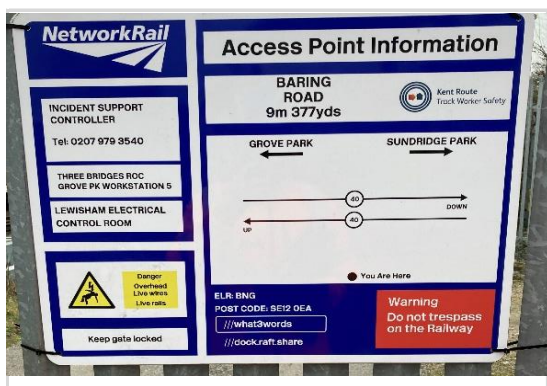 NetworkRail
Access Point Information
BARING
ROAD
9m 377yds
Kent Route
Track Worker Safety
INCIDENT SUPPORT
CONTROLLER
Tel: 0207 979 3540
THREE BRIDGES ROC
GROVE PK WORKSTATION 5
LEWISHAM ELECTRICAL
CONTROL ROOM
GROVE PARK
SUNDRIDGE PARK
40
DOWN
40
UP
You Are Here
Danger
Overhead
Live wires
Live rails
Keep gate locked
ELR: BNG
POST CODE: SE12 0EA
///what3words
///dock.raft.share
Warning
Do not trespass
on the Railway